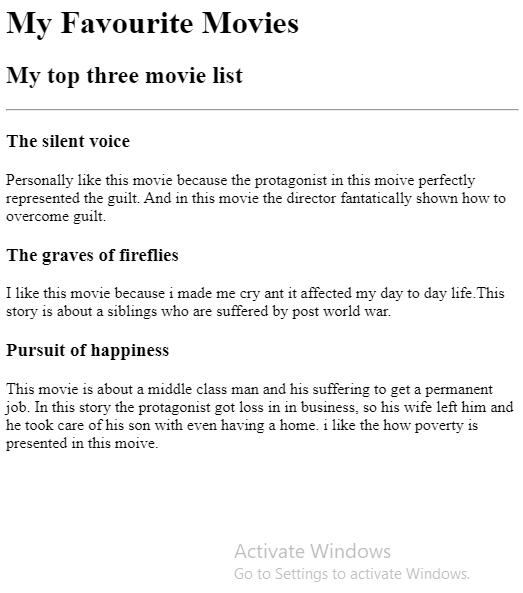 My Favourite Movies
My top three movie list
The silent voice
Personally like this movie because the protagonist in this moive perfectly
represented the guilt. And in this movie the director fantatically shown how to
overcome guilt.
The graves of fireflies
I like this movie because i made me cry ant it affected my day to day life.This
story is about a siblings who are suffered by post world war.
Pursuit of happiness
This movie is about a middle class man and his suffering to get a permanent
job. In this story the protagonist got loss in in business, so his wife left him and
he took care of his son with even having a home. i like the how poverty is
presented in this moive.
Activate Windows
Go to Settings to activate Windows.